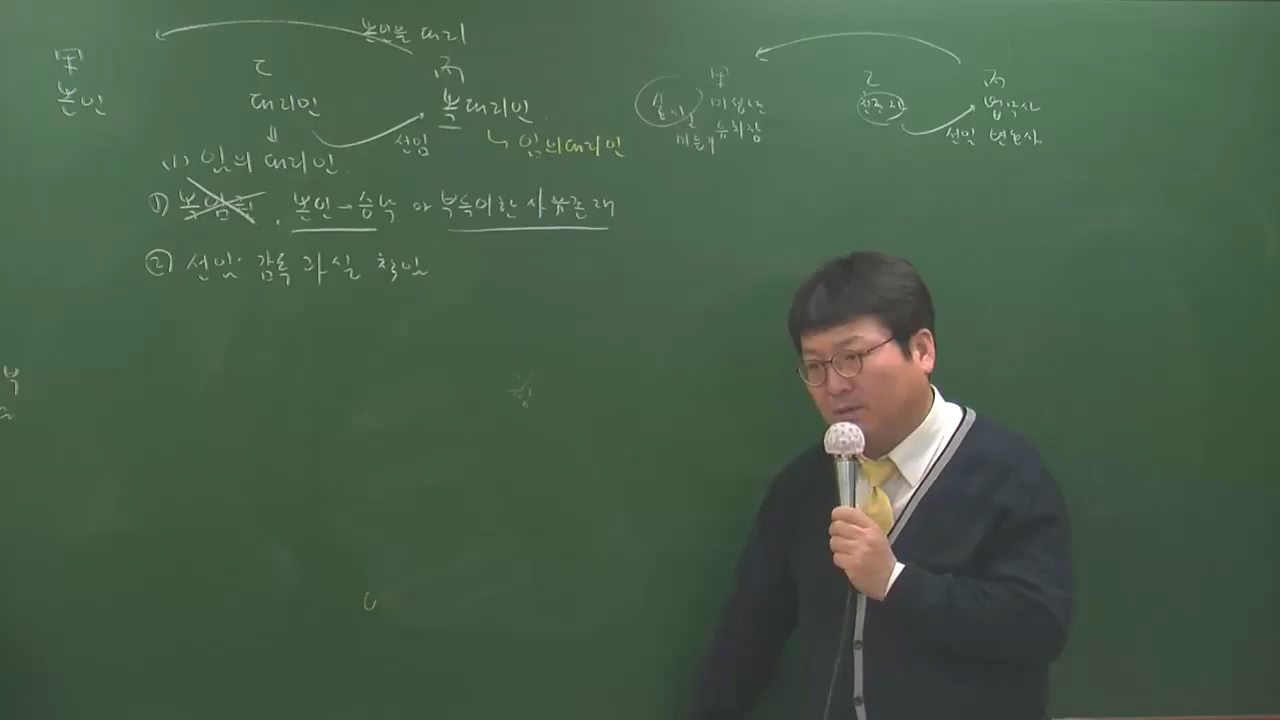 본인을 대리
甲 乙 丙
본인 대리인 복대리인
⇓ 선임 ↳ 임의대리인
(1) 임의 대리인
① 복임권, 본인→승낙 or 부득이한 사유존재
② 선임·감독 과실 책임
甲 乙 丙
미성년 친권자 법무사
유희장 선임 변호사